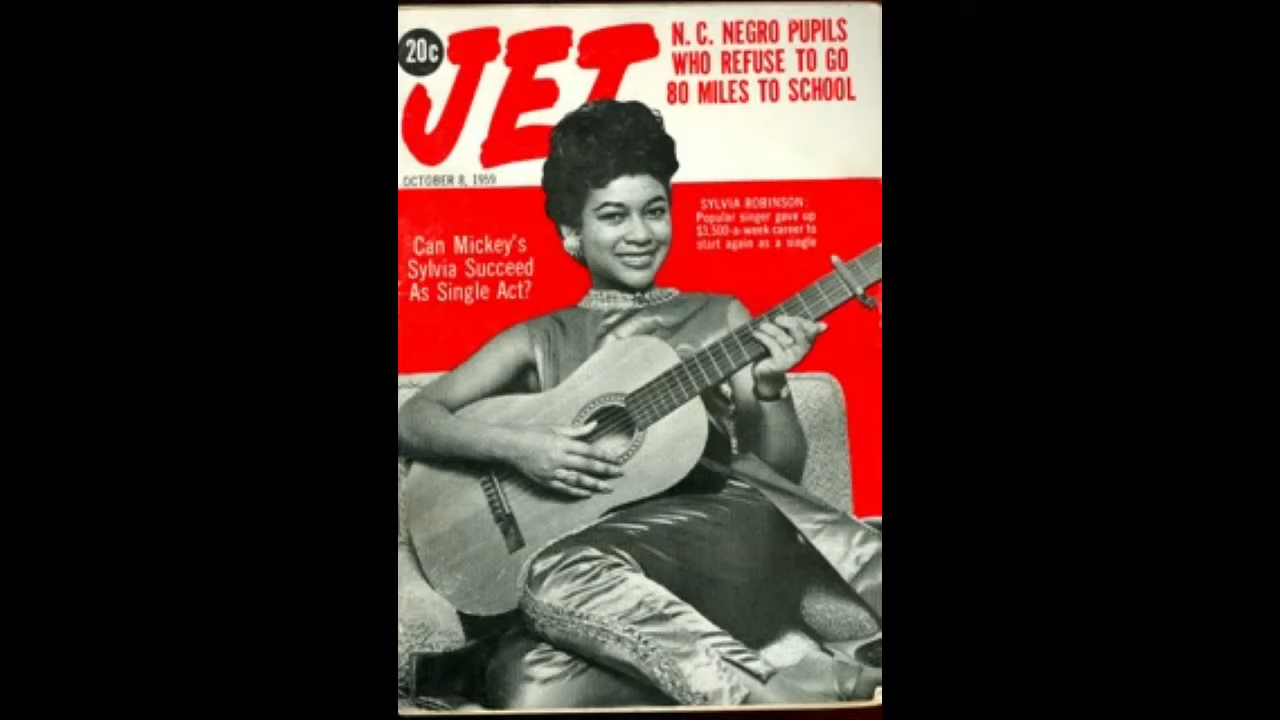 20c
JET
N. C. NEGRO PUPILS
WHO REFUSE TO GO
80 MILES TO SCHOOL
OCTOBER 8, 1959
SYLVIA ROBINSON:
Popular singer gave up
$3,500-a-week career to
start again as a single
Can Mickey's
Sylvia Succeed
As Single Act?